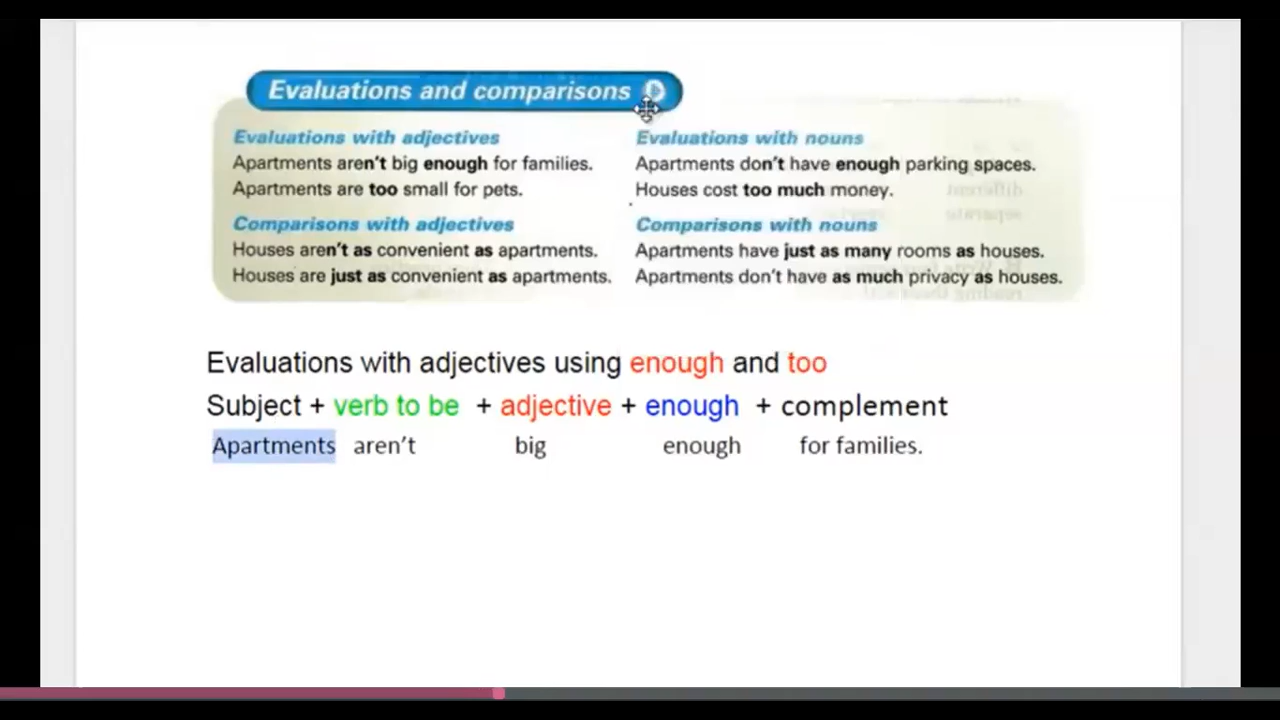 Evaluations and comparisons
Evaluations with adjectives
Apartments aren't big enough for families.
Apartments are too small for pets.
Comparisons with adjectives
Houses aren't as convenient as apartments.
Houses are just as convenient as apartments.
Evaluations with nouns
Apartments don't have enough parking spaces.
Houses cost too much money.
Comparisons with nouns
Apartments have just as many rooms as houses.
Apartments don't have as much privacy as houses.
Evaluations with adjectives using enough and too
Subject + verb to be + adjective + enough + complement
Apartments aren't big enough for families.